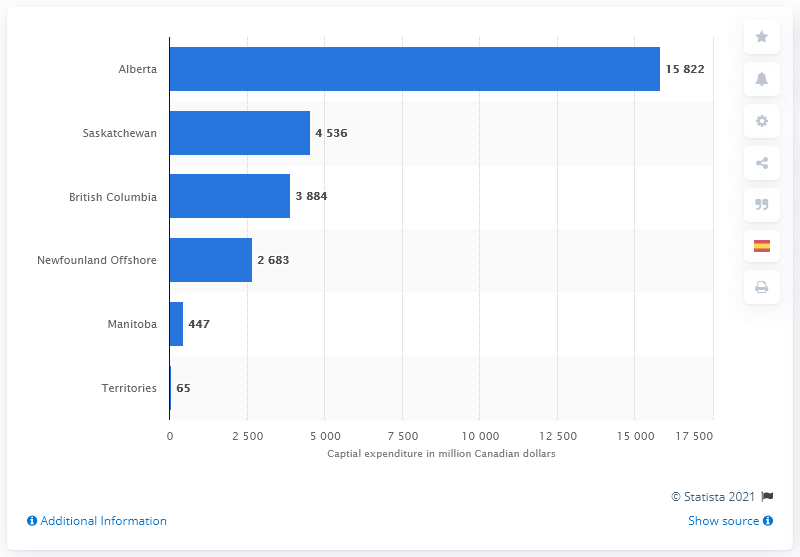 Alberta 15 822
Saskatchewan 4 536
British Columbia 3 884
Newfounland Offshore 2 683
Manitoba 447
Territories 65
0 2 500 5 000 7 500 10 000 12 500 15 000 17 500
Captial expenditure in million Canadian dollars
© Statista 2021
Additional Information Show source